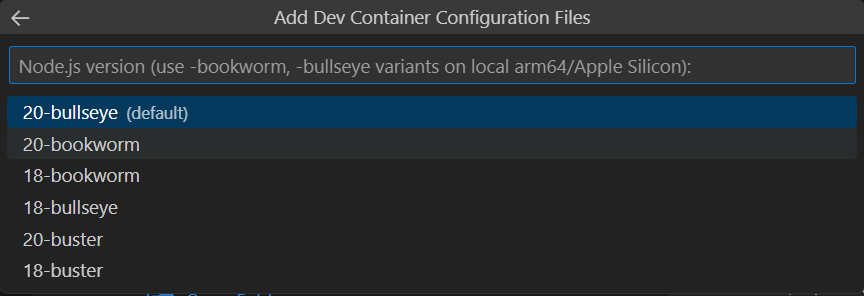 Add Dev Container Configuration Files
Node.js version (use -bookworm, -bullseye variants on local arm64/Apple Silicon):
20-bullseye (default)
20-bookworm
18-bookworm
18-bullseye
20-buster
18-buster